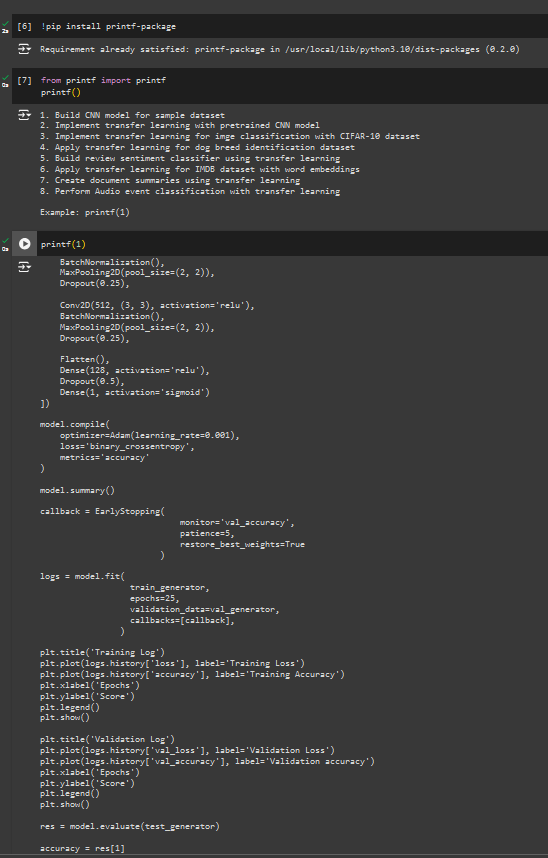 [6] !pip install printf-package
Requirement already satisfied: printf-package in /usr/local/lib/python3.10/dist-packages (0.2.0)
[7] from printf import printf
printf()
1. Build CNN model for sample dataset
2. Implement transfer learning with pretrained CNN model
3. Implement transfer learning for imge classification with CIFAR-10 dataset
4. Apply transfer learning for dog breed identification dataset
5. Build review sentiment classifier using transfer learning
6. Apply transfer learning for IMDB dataset with word embeddings
7. Create document summaries using transfer learning
8. Perform Audio event classification with transfer learning
Example: printf(1)
printf(1)
BatchNormalization(),
MaxPooling2D(pool_size=(2, 2)),
Dropout(0.25),
Conv2D(512, (3, 3), activation='relu'),
BatchNormalization(),
MaxPooling2D(pool_size=(2, 2)),
Dropout(0.25),
Flatten(),
Dense(128, activation='relu'),
Dropout(0.5),
Dense(1, activation='sigmoid')
])
model.compile(
optimizer=Adam(learning_rate=0.001),
loss='binary_crossentropy',
metrics='accuracy'
)
model.summary()
callback = EarlyStopping(
monitor='val_accuracy',
patience=5,
restore_best_weights=True
)
logs = model.fit(
train_generator,
epochs=25,
validation_data=val_generator,
callbacks=[callback],
)
plt.title('Training Log')
plt.plot(logs.history['loss'], label='Training Loss')
plt.plot(logs.history['accuracy'], label='Training Accuracy')
plt.xlabel('Epochs')
plt.ylabel('Score')
plt.legend()
plt.show()
plt.title('Validation Log')
plt.plot(logs.history['val_loss'], label='Validation Loss')
plt.plot(logs.history['val_accuracy'], label='Validation accuracy')
plt.xlabel('Epochs')
plt.ylabel('Score')
plt.legend()
plt.show()
res = model.evaluate(test_generator)
accuracy = res[1]